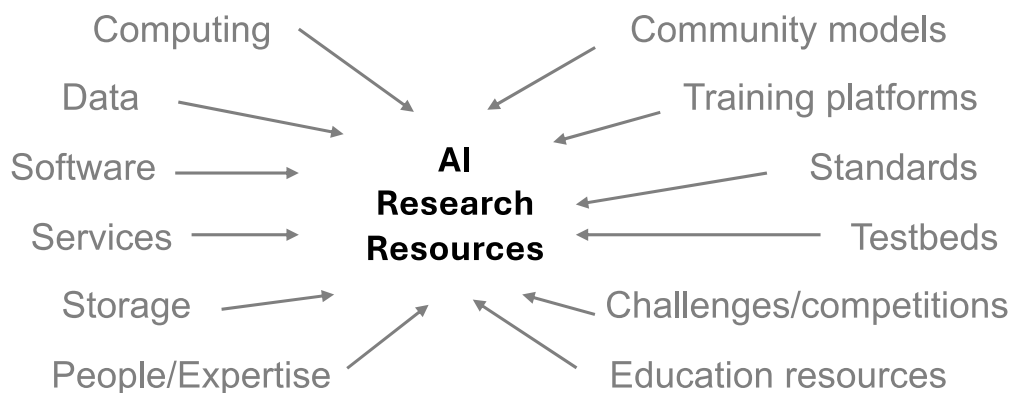 Computing
Data
Software
Services
Storage
People/Expertise
AI
Research
Resources
Community models
Training platforms
Standards
Testbeds
Challenges/competitions
Education resources